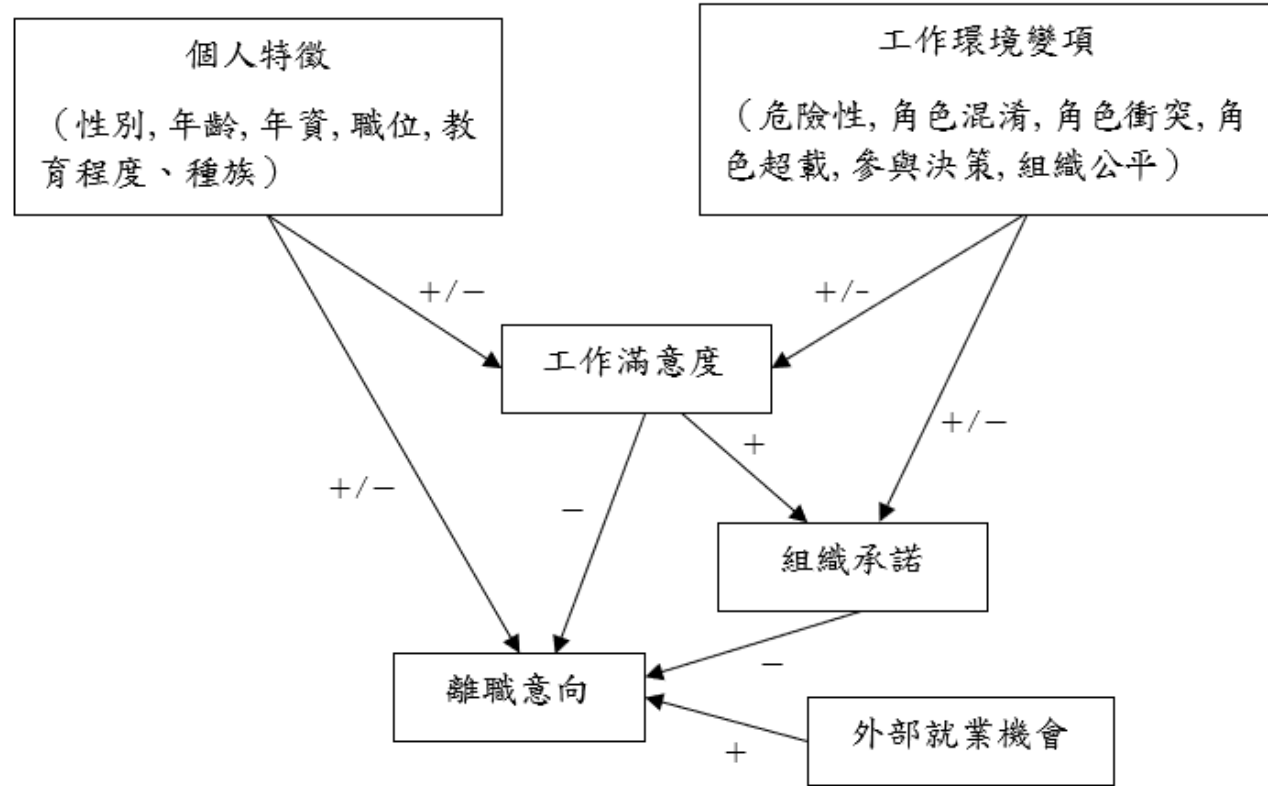 個人特徵
（性別, 年齡, 年資, 職位, 教
育程度、種族）
工作環境變項
（危險性, 角色混淆, 角色衝突, 角
色超載, 參與決策, 組織公平）
+/−
+/-
工作滿意度
+/−
+
+/−
−
組織承諾
離職意向
−
外部就業機會
+